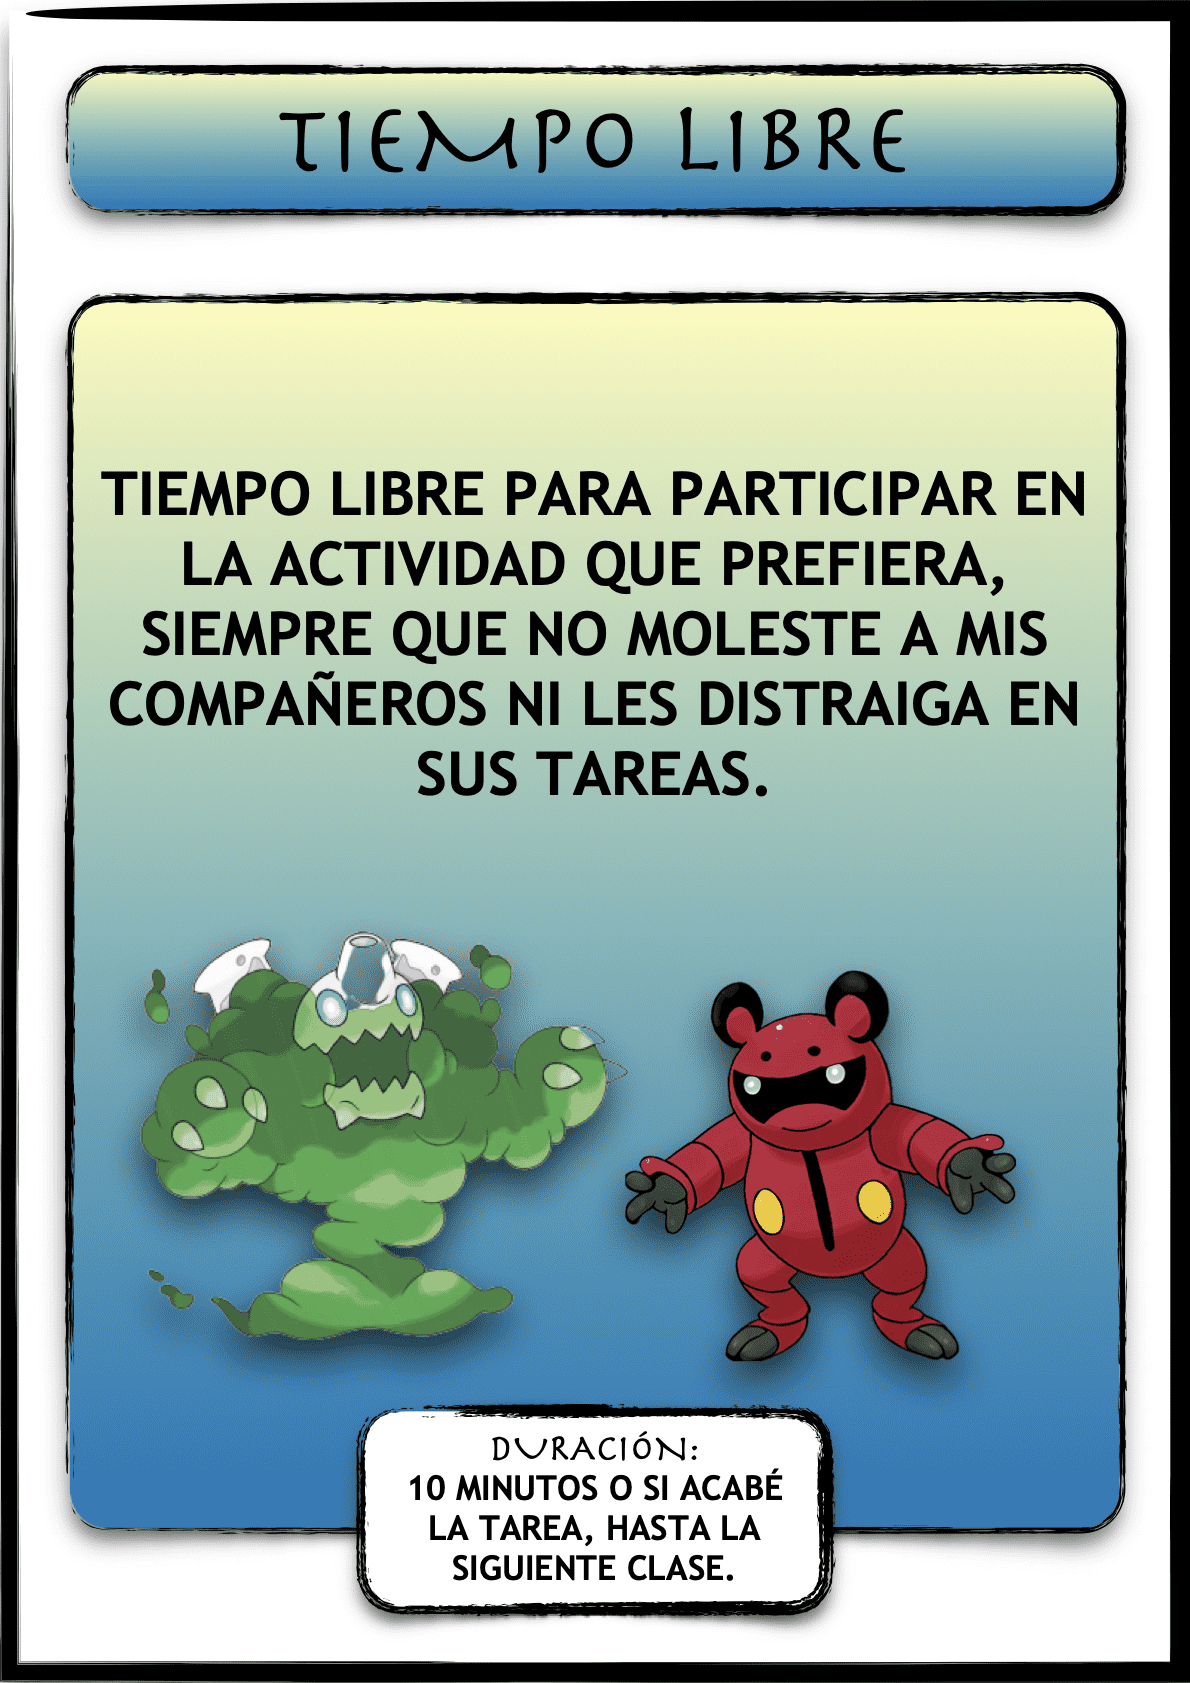 TIEMPO LIBRE
TIEMPO LIBRE PARA PARTICIPAR EN
LA ACTIVIDAD QUE PREFIERA,
SIEMPRE QUE NO MOLESTE A MIS
COMPAÑEROS NI LES DISTRAIGA EN
SUS TAREAS.
DURACIÓN:
10 MINUTOS O SI ACABÉ
LA TAREA, HASTA LA
SIGUIENTE CLASE.